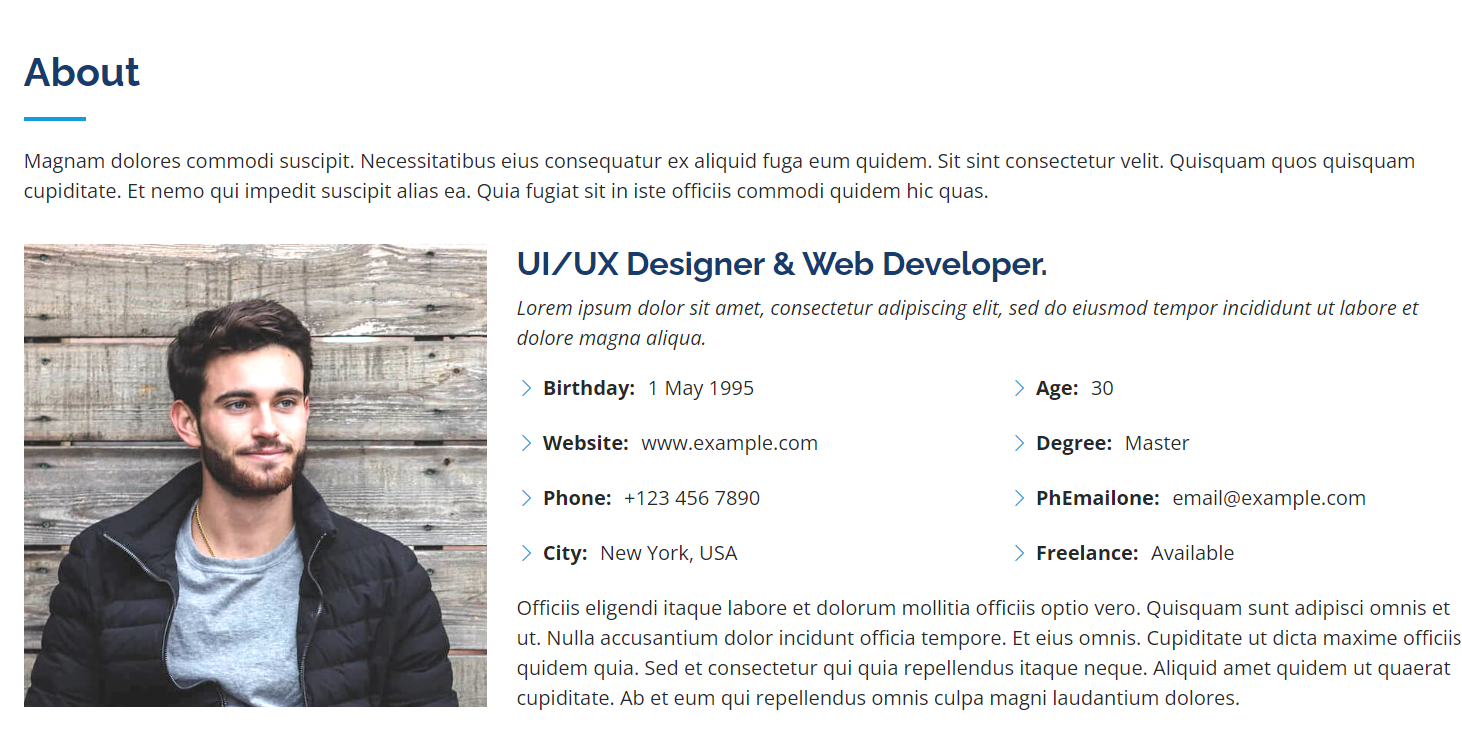 About
Magnam dolores commodi suscipit. Necessitatibus eius consequatur ex aliquid fuga eum quidem. Sit sint consectetur velit. Quisquam quos quisquam
cupiditate. Et nemo qui impedit suscipit alias ea. Quia fugiat sit in iste officiis commodi quidem hic quas.
UI/UX Designer & Web Developer.
Lorem ipsum dolor sit amet, consectetur adipiscing elit, sed do eiusmod tempor incididunt ut labore et
dolore magna aliqua.
Birthday: 1 May 1995
Website: www.example.com
Phone: +123 456 7890
City: New York, USA
Age: 30
Degree: Master
PhEmailone: email@example.com
Freelance: Available
Officiis eligendi itaque labore et dolorum mollitia officiis optio vero. Quisquam sunt adipisci omnis et
ut. Nulla accusantium dolor incidunt officia tempore. Et eius omnis. Cupiditate ut dicta maxime officiis
quidem quia. Sed et consectetur qui quia repellendus itaque neque. Aliquid amet quidem ut quaerat
cupiditate. Ab et eum qui repellendus omnis culpa magni laudantium dolores.